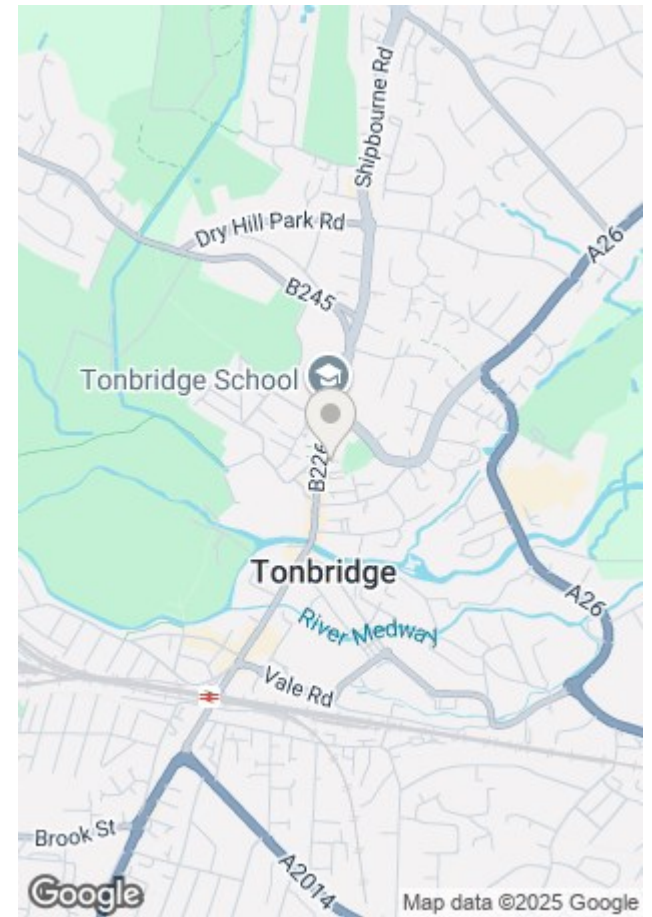 Shipbourne Rd
Dry Hill Park Rd
A26
B245
Tonbridge School
B226
Tonbridge
River Medway
A26
Vale Rd
Brook St
A2014
Google
Map data ©2025 Google